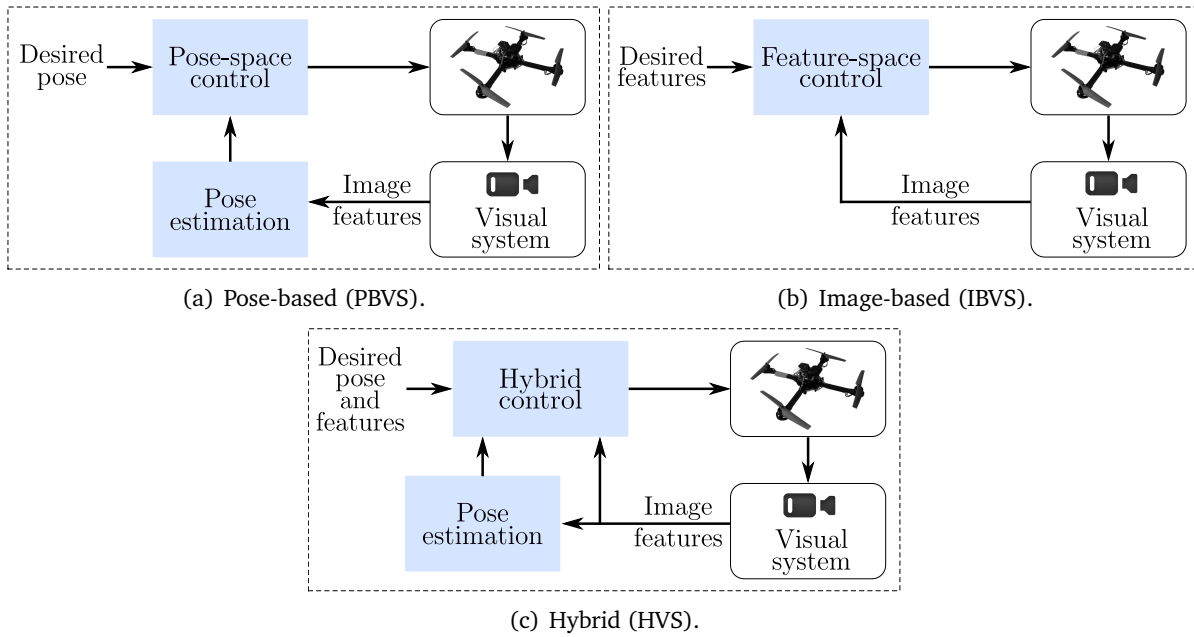 Desired
pose
Pose-space
control
Pose
estimation
Image
features
Visual
system
(a) Pose-based (PBVS).
Desired
features
Feature-space
control
Image
features
Visual
system
(b) Image-based (IBVS).
Desired
pose
and
features
Hybrid
control
Pose
estimation
Image
features
Visual
system
(c) Hybrid (HVS).